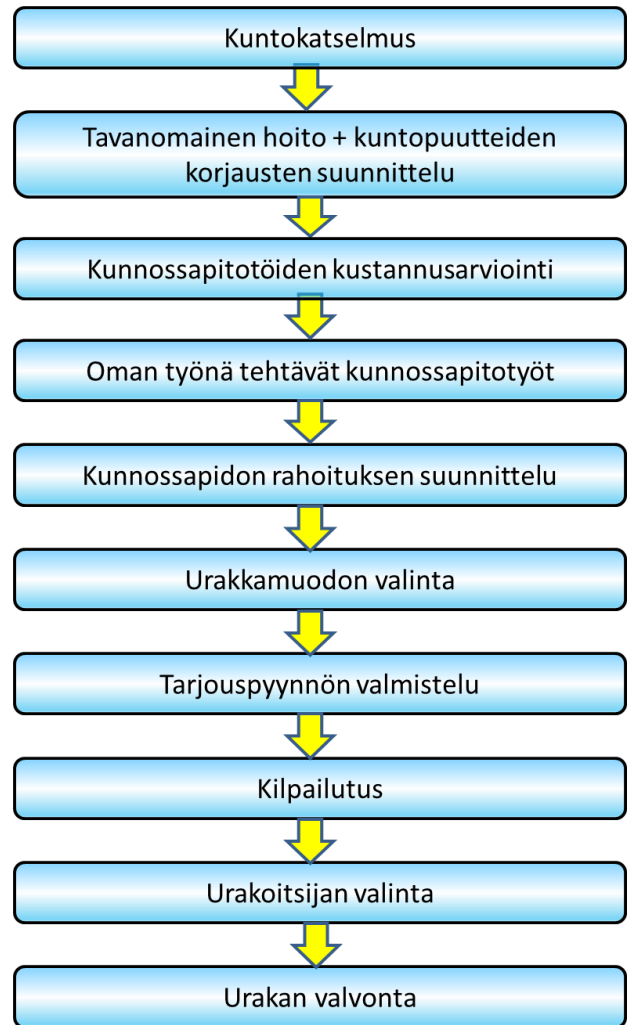 Kuntokatselmus
Tavanomainen hoito + kuntopuutteiden
korjausten suunnittelu
Kunnossapitotöiden kustannusarviointi
Oman työnä tehtävät kunnossapitotyöt
Kunnossapidon rahoituksen suunnittelu
Urakkamuodon valinta
Tarjouspyynnön valmistelu
Kilpailutus
Urakoitsijan valinta
Urakan valvonta